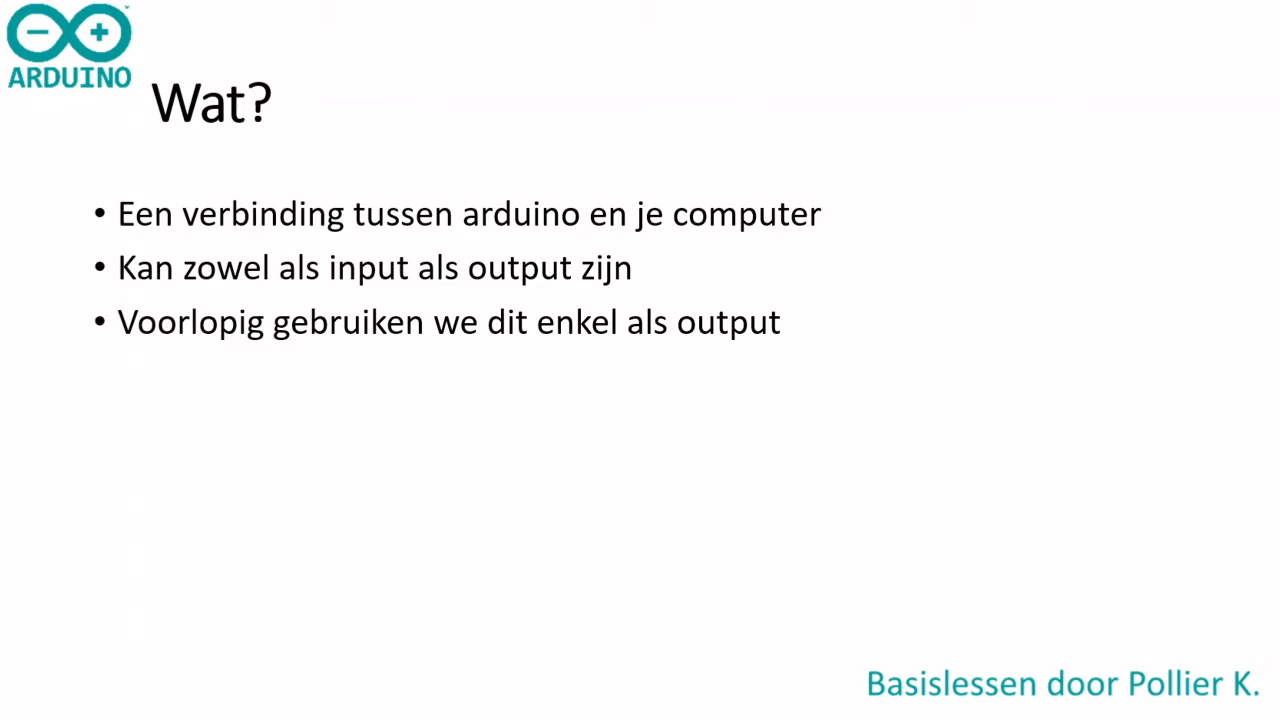 ARDUINO
Wat?
• Een verbinding tussen arduino en je computer
• Kan zowel als input als output zijn
• Voorlopig gebruiken we dit enkel als output
Basislessen door Pollier K.